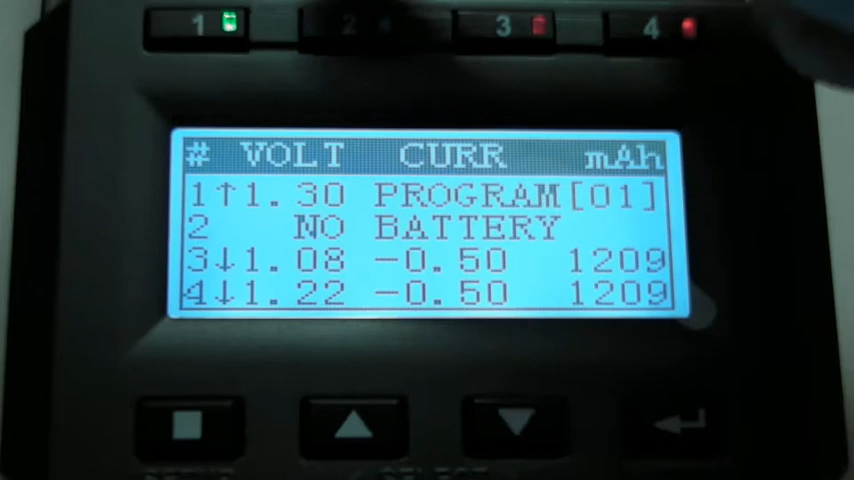 1 2 3 4
# VOLT CURR mAh
1↑1.30 PROGRAM[01]
2 NO BATTERY
3↓1.08 -0.50 1209
4↓1.22 -0.50 1209